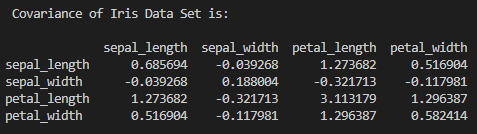 Covariance of Iris Data Set is:
sepal_length sepal_width petal_length petal_width
sepal_length 0.685694 -0.039268 1.273682 0.516904
sepal_width -0.039268 0.188004 -0.321713 -0.117981
petal_length 1.273682 -0.321713 3.113179 1.296387
petal_width 0.516904 -0.117981 1.296387 0.582414